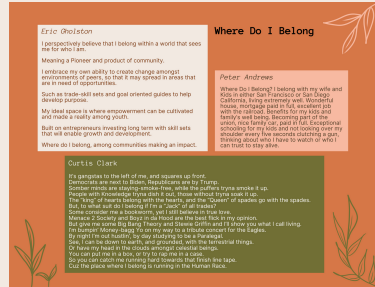 Eric Gholston
I perspectively believe that I belong within a world that sees
me for who I am.
Meaning a Pioneer and product of community.
I embrace my own ability to create change amongst
environments of peers, so that it may spread in areas that
are in need of opportunities.
Such as trade-skill sets and goal oriented guides to help
develop purpose.
My ideal space is where empowerment can be cultivated
and made a reality among youth.
Built on entrepreneurs investing long term with skill sets
that will enable growth and development.
Where do I belong, among communities making an impact.
Where Do I Belong
Peter Andrews
Where Do I Belong? I belong with my wife and
Kids in either San Francisco or San Diego
California, living extremely well. Wonderful
house, mortgage paid in full, excellent job
with the railroad. Benefits for my kids and
family's well being. Becoming part of the
union, nice family car, paid in full. Exceptional
schooling for my kids and not looking over my
shoulder every five seconds clutching a gun,
thinking about who I have to watch or who I
can trust to stay alive.
Curtis Clark
It's gangstas to the left of me, and squares up front.
Democrats are next to Biden, Republicans are by Trump.
Somber minds are staying-smoke-free, while the puffers tryna smoke it up.
People with Knowledge tryna dish it out, those without tryna soak it up.
The "king" of hearts belong with the hearts, and the "Queen" of spades go with the spades.
But, to what suit do I belong if I'm a "Jack" of all trades?
Some consider me a bookworm, yet I still believe in true love.
Menace 2 Society and Boyz in da Hood are the best flick in my opinion.
But give me some Big Bang Theory and Stewie Griffin and I'll show you what I call living.
I'm bumpin' Money-bagg Yo on my way to a tribute concert for the Eagles.
By night I'm out hustlin', by day studying to be a Paralegal.
See, I can be down to earth, and grounded, with the terrestrial things.
Or have my head in the clouds amongst celestial beings.
You can put me in a box, or try to rap me in a case.
So you can catch me running hard towards that finish line tape.
Cuz the place where I belong is running in the Human Race.